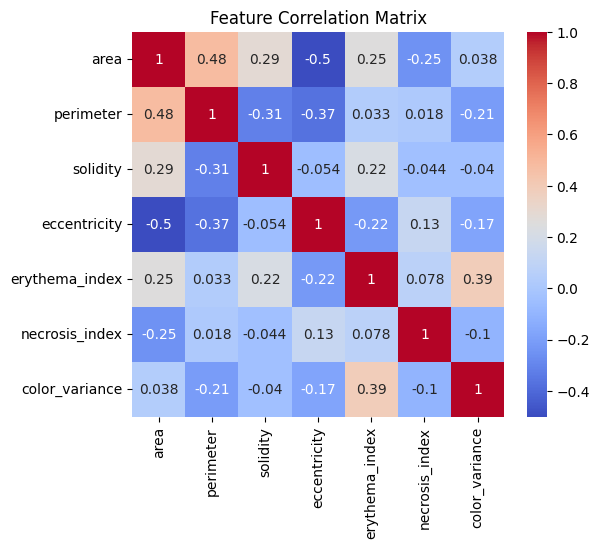 Feature Correlation Matrix
area 1 0.48 0.29 -0.5 0.25 -0.25 0.038
perimeter 0.48 1 -0.31 -0.37 0.033 0.018 -0.21
solidity 0.29 -0.31 1 -0.054 0.22 -0.044 -0.04
eccentricity -0.5 -0.37 -0.054 1 -0.22 0.13 -0.17
erythema_index 0.25 0.033 0.22 -0.22 1 0.078 0.39
necrosis_index -0.25 0.018 -0.044 0.13 0.078 1 -0.1
color_variance 0.038 -0.21 -0.04 -0.17 0.39 -0.1 1
area
perimeter
solidity
eccentricity
erythema_index
necrosis_index
color_variance
1.0
0.8
0.6
0.4
0.2
0.0
−0.2
−0.4